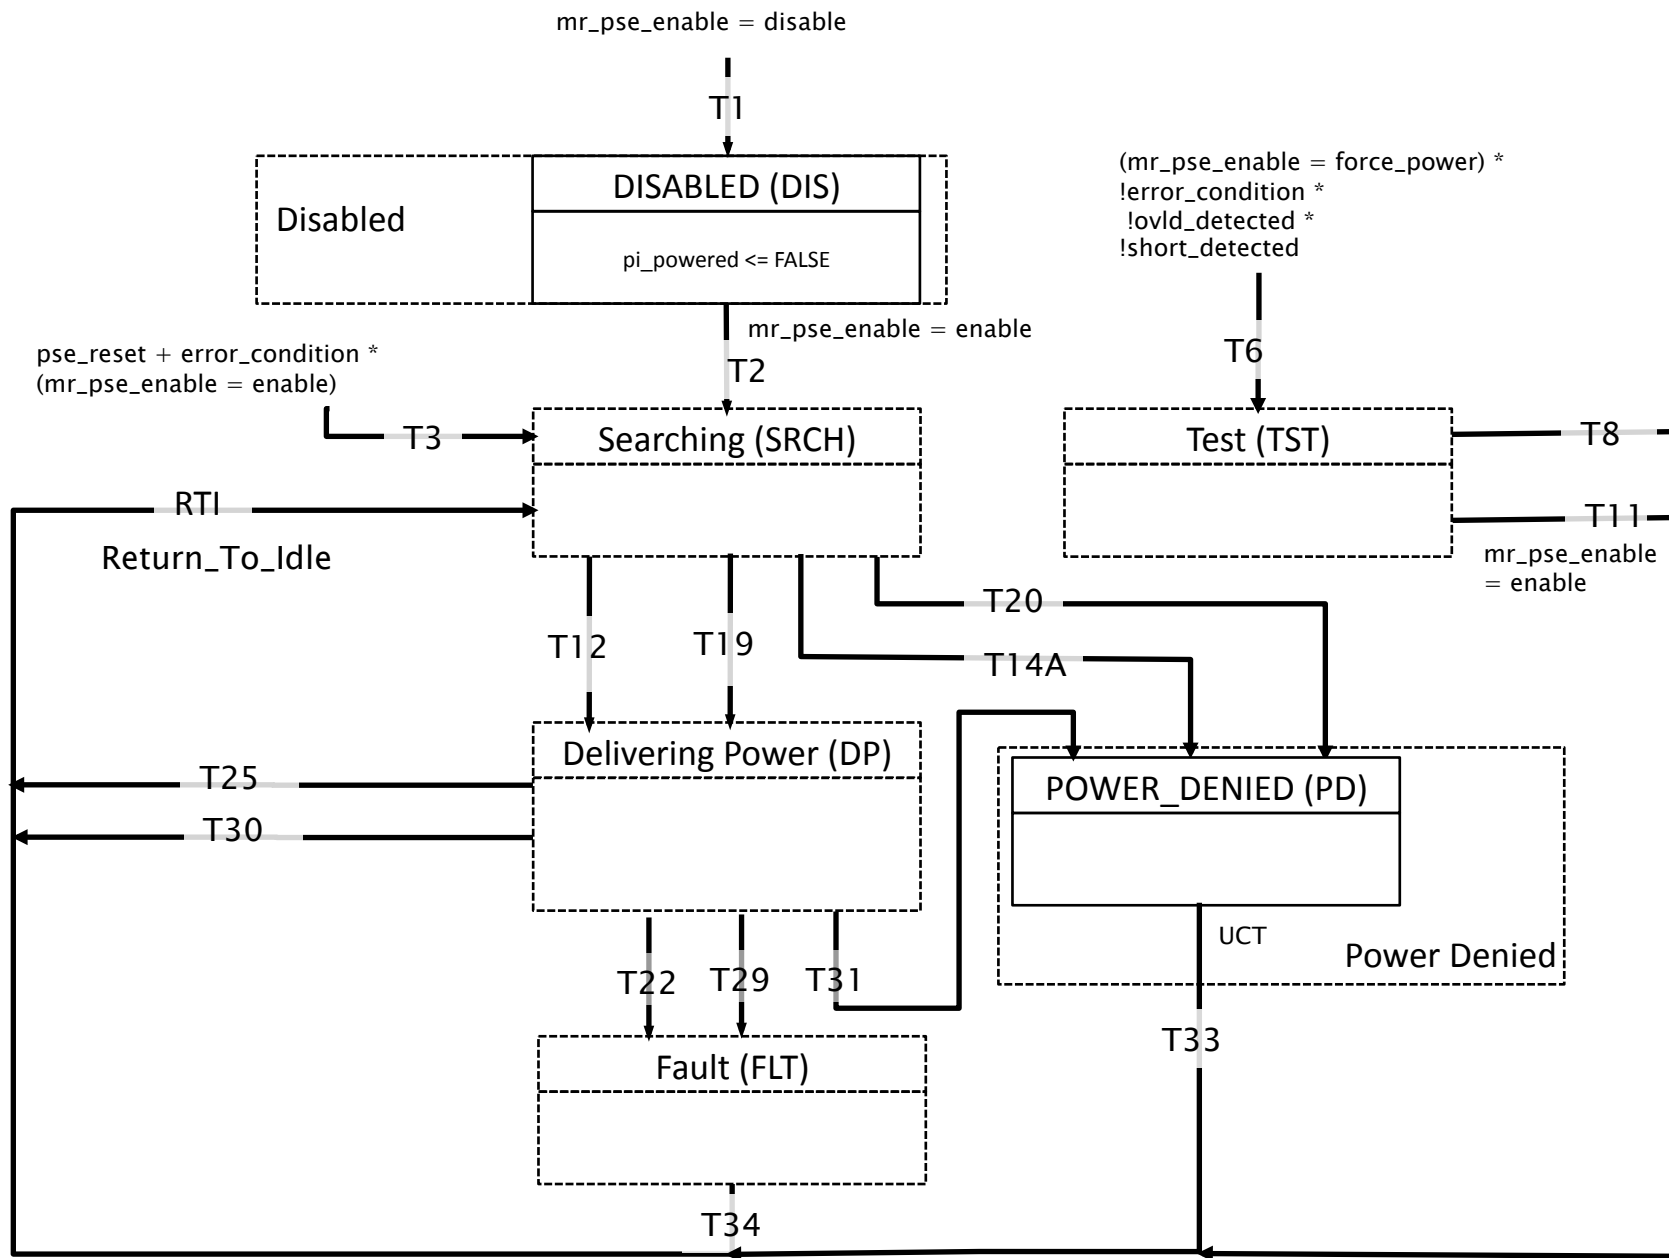 mr_pse_enable = disable
T1
DISABLED (DIS)
Disabled
pi_powered <= FALSE
(mr_pse_enable = force_power) *
!error_condition *
!ovld_detected *
!short_detected
mr_pse_enable = enable
T2
pse_reset + error_condition *
(mr_pse_enable = enable)
T6
T3
Searching (SRCH)
Test (TST)
T8
RTI
T11
Return_To_Idle
mr_pse_enable
= enable
T20
T12
T19
T14A
Delivering Power (DP)
T25
POWER_DENIED (PD)
T30
UCT
Power Denied
T22
T29
T31
T33
Fault (FLT)
T34